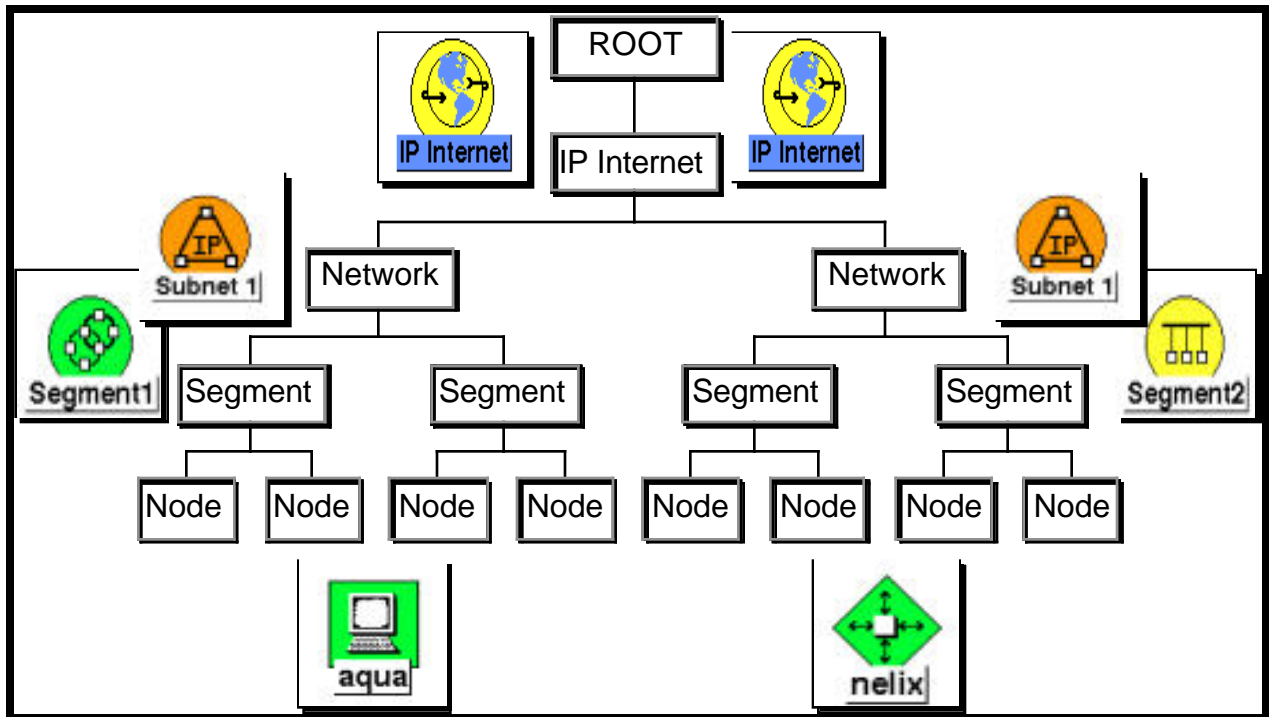 ROOT
IP Internet
IP Internet
IP Internet
IP
Subnet 1
Network
Network
IP
Subnet 1
Segment1
Segment
Segment
Segment
Segment
Segment2
Node
Node
Node
Node
Node
Node
Node
Node
aqua
nelix